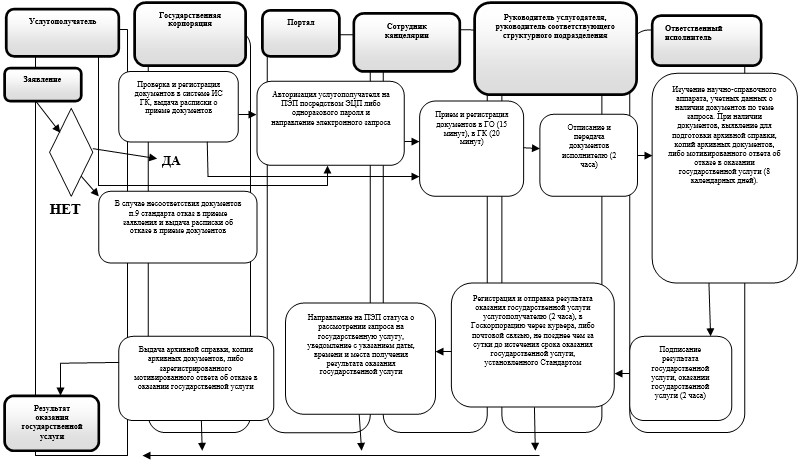 Услугополучатель
Государственная
корпорация
Портал
Сотрудник
канцелярии
Руководитель услугодателя,
руководитель соответствующего
структурного подразделения
Ответственный
исполнитель
Заявление
Проверка и регистрация
документов в системе ИС
ГК, выдача расписки о
приеме документов
Авторизация услугополучателя на
ПЭП посредством ЭЦП либо
одноразового пароля и
направление электронного запроса
Прием и регистрация
документов в ГО (15
минут), в ГК (20
минут)
Отписание и
передача
документов
исполнителю (2
часа)
Изучение научно-справочного
аппарата, учетных данных о
наличии документов по теме
запроса. При наличии
документов, выявление для
подготовки архивной справки,
копий архивных документов,
либо мотивированного ответа об
отказе в оказании
государственной услуги (8
календарных дней).
ДА
НЕТ
В случае несоответствия документов
п.9 стандарта отказ в приеме
заявления и выдача расписки об
отказе в приеме документов
Выдача архивной справки, копии
архивных документов, либо
зарегистрированного
мотивированного ответа об отказе в
оказании государственной услуги
Направление на ПЭП статуса о
рассмотрении запроса на
государственную услугу,
уведомление с указанием даты,
времени и места получения
результата оказания
государственной услуги
Регистрация и отправка результата
оказания государственной услуги
услугополучателю (2 часа), в
Госкорпорацию через курьера, либо
почтовой связью, не позднее чем за
сутки до истечения срока оказания
государственной услуги,
установленного Стандартом
Подписание
результата
государственной
услуги, оказании
государственной
услуги (2 часа)
Результат
оказания
государственной
услуги